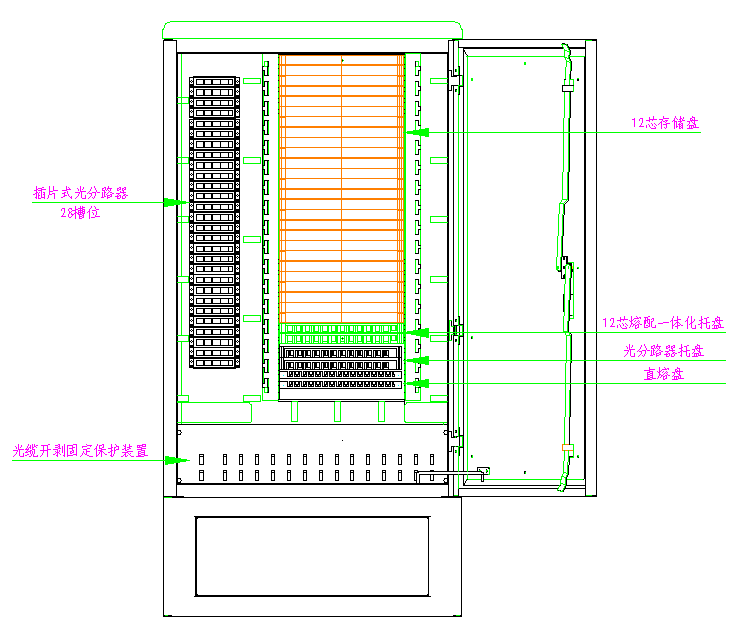 12芯存储盘
插片式光分路器
28槽位
12芯熔配一体化托盘
光分路器托盘
直熔盘
光缆开剥固定保护装置